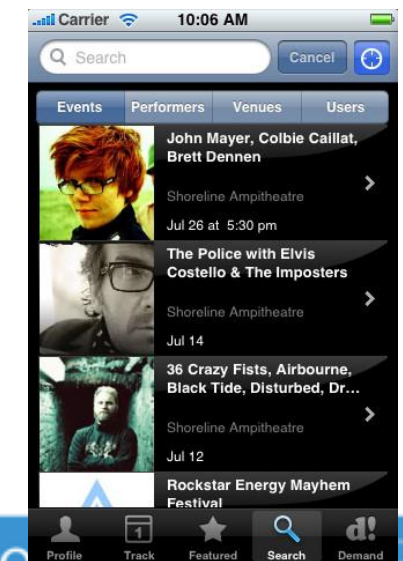 Carrier 10:06 AM
Search Cancel
Events Performers Venues Users
John Mayer, Colbie Caillat,
Brett Dennen
Shoreline Ampitheatre
Jul 26 at 5:30 pm
The Police with Elvis
Costello & The Imposters
Shoreline Ampitheatre
Jul 14
36 Crazy Fists, Airbourne,
Black Tide, Disturbed, Dr...
Shoreline Ampitheatre
Jul 12
Rockstar Energy Mayhem
Festival
1 d!
Profile Track Featured Search Demand